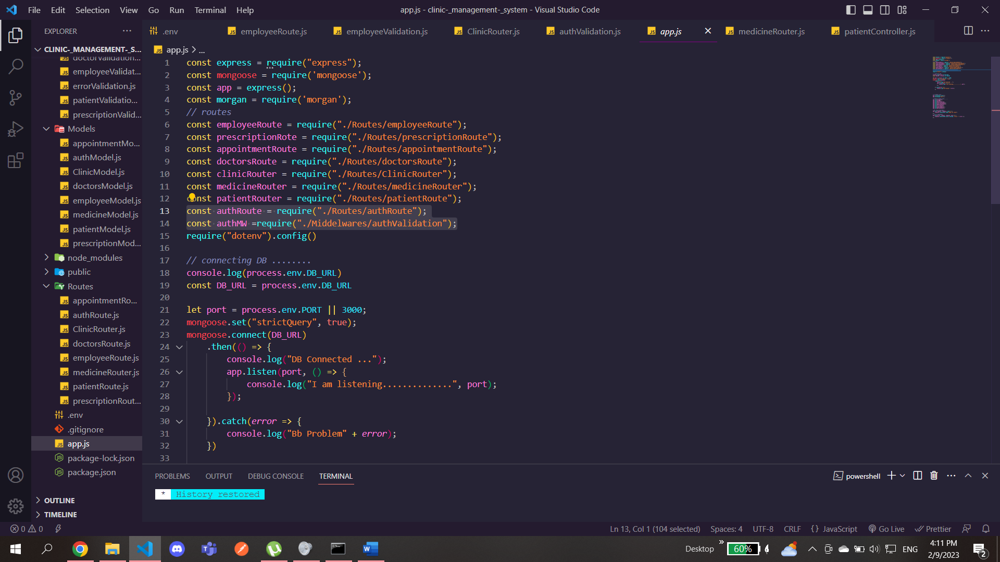 File Edit Selection View Go Run Terminal Help
app.js - clinic-_management-_system - Visual Studio Code
EXPLORER
.env
employeeRoute.js
employeeValidation.js
ClinicRouter.js
authValidation.js
app.js
medicineRouter.js
patientController.js
CLINIC-_MANAGEMENT-_S...
doctorValidation...
employeeValidat...
errorValidation.js
patientValidatio...
prescriptionValid...
Models
appointmentMo...
authModel.js
ClinicModel.js
doctorsModel.js
employeeModel.js
medicineModel.js
patientModel.js
prescriptionMod...
node_modules
public
Routes
appointmentRo...
authRoute.js
ClinicRouter.js
doctorsRoute.js
employeeRoute.js
medicineRouter.js
patientRoute.js
prescriptionRout...
.env
.gitignore
app.js
package-lock.json
package.json
OUTLINE
TIMELINE
app.js > ...
1 const express = require("express");
2 const mongoose = require('mongoose');
3 const app = express();
4 const morgan = require('morgan');
5 // routes
6 const employeeRoute = require("./Routes/employeeRoute");
7 const prescriptionRote = require("./Routes/prescriptionRoute");
8 const appointmentRoute = require("./Routes/appointmentRoute");
9 const doctorsRoute = require("./Routes/doctorsRoute");
10 const clinicRouter = require("./Routes/ClinicRouter");
11 const medicineRouter = require("./Routes/medicineRouter");
12 const patientRouter = require("./Routes/patientRoute");
13 const authRoute = require("./Routes/authRoute");
14 const authMW =require("./Middelwares/authValidation");
15 require("dotenv").config()
16
17 // connecting DB ........
18 console.log(process.env.DB_URL)
19 const DB_URL = process.env.DB_URL
20
21 let port = process.env.PORT || 3000;
22 mongoose.set("strictQuery", true);
23 mongoose.connect(DB_URL)
24 .then(() => {
25 console.log("DB Connected ...");
26 app.listen(port, () => {
27 console.log("I am listening..............", port);
28 });
29
30 }).catch(error => {
31 console.log("Bb Problem" + error);
32 })
33
PROBLEMS OUTPUT DEBUG CONSOLE TERMINAL
powershell
* History restored
0 0
Ln 13, Col 1 (104 selected) Spaces: 4 UTF-8 CRLF {} JavaScript Go Live Prettier
Desktop
60%
ENG
4:11 PM
2/9/2023
2